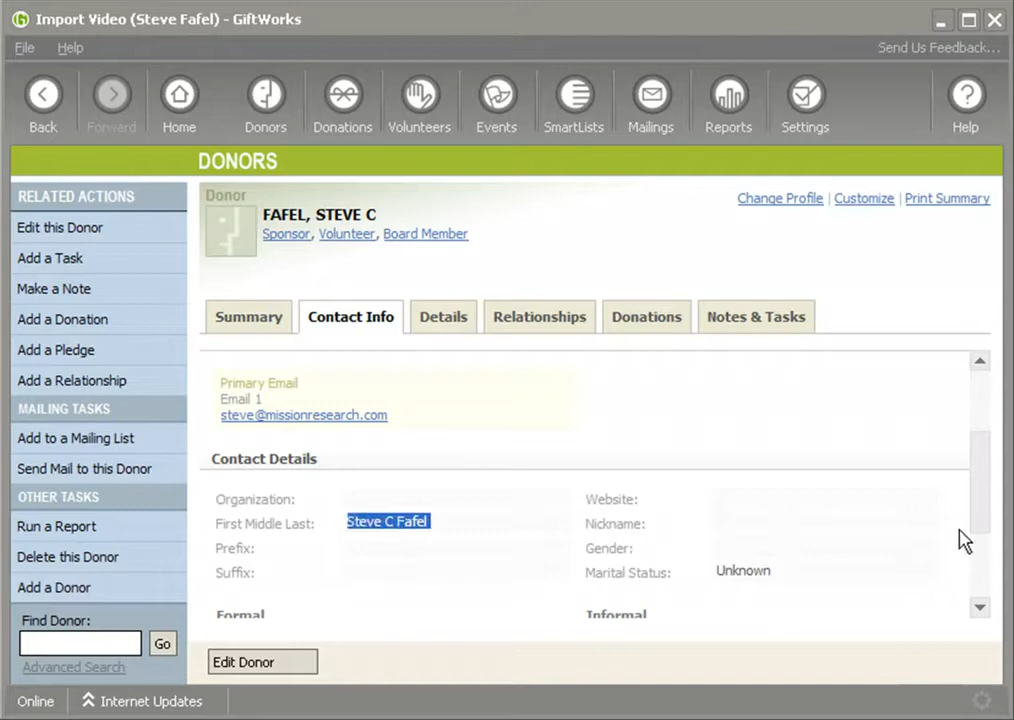 Import Video (Steve Fafel) - GiftWorks
File Help Send Us Feedback...
Back Forward Home Donors Donations Volunteers Events SmartLists Mailings Reports Settings Help
DONORS
RELATED ACTIONS
Edit this Donor
Add a Task
Make a Note
Add a Donation
Add a Pledge
Add a Relationship
MAILING TASKS
Add to a Mailing List
Send Mail to this Donor
OTHER TASKS
Run a Report
Delete this Donor
Add a Donor
Find Donor:
Go
Advanced Search
Donor
FAFEL, STEVE C
Sponsor, Volunteer, Board Member
Change Profile | Customize | Print Summary
Summary Contact Info Details Relationships Donations Notes & Tasks
Primary Email
Email 1
steve@missionresearch.com
Contact Details
Organization: Website:
First Middle Last: Steve C Fafel Nickname:
Prefix: Gender:
Suffix: Marital Status: Unknown
Formal Informal
Edit Donor
Online Internet Updates